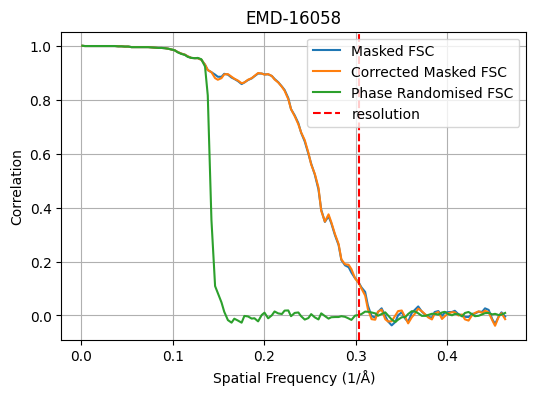 EMD-16058
Masked FSC
Corrected Masked FSC
Phase Randomised FSC
resolution
Correlation
1.0
0.8
0.6
0.4
0.2
0.0
0.0 0.1 0.2 0.3 0.4
Spatial Frequency (1/Å)